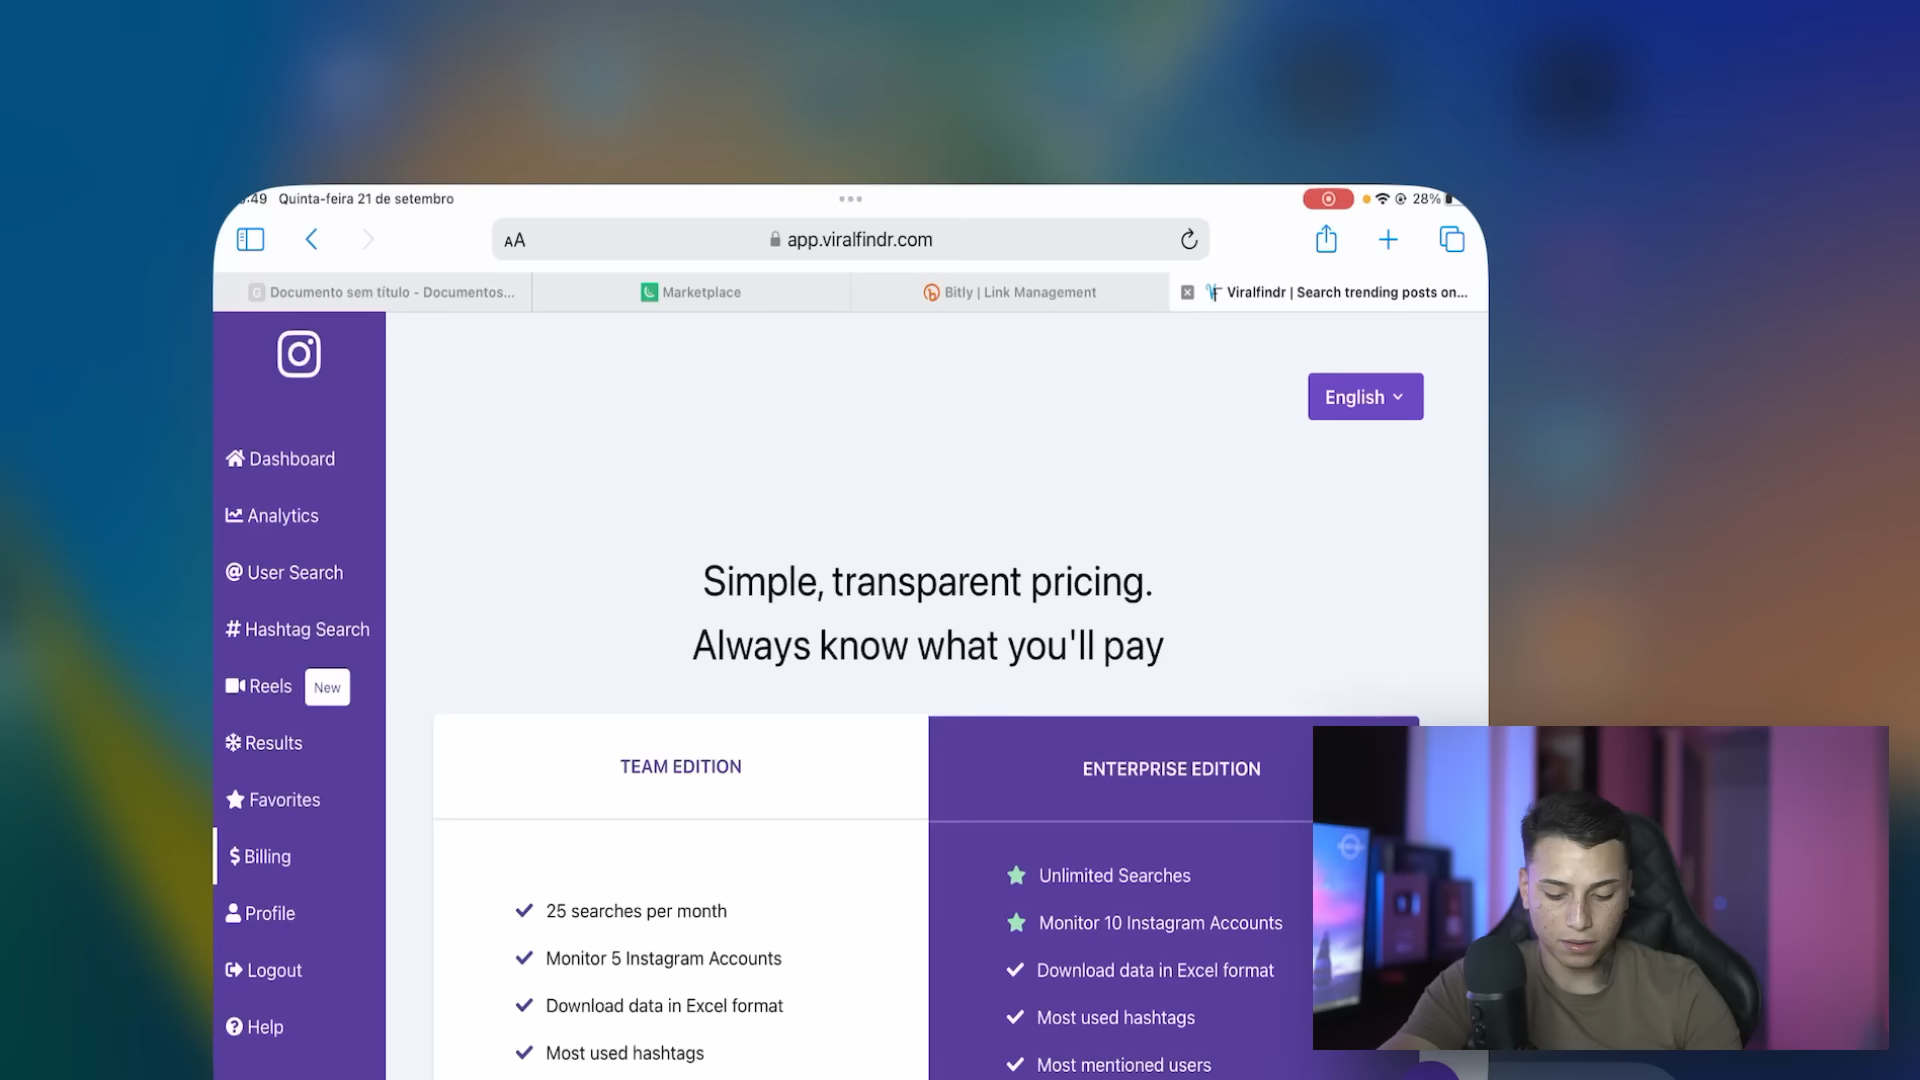 Quinta-feira 21 de setembro
28%
AA
app.viralfindr.com
Documento sem título - Documentos...
Marketplace
Bitly | Link Management
Viralfindr | Search trending posts on...
English
Dashboard
Analytics
User Search
Hashtag Search
Reels New
Results
Favorites
Billing
Profile
Logout
Help
Simple, transparent pricing.
Always know what you'll pay
TEAM EDITION
25 searches per month
Monitor 5 Instagram Accounts
Download data in Excel format
Most used hashtags
ENTERPRISE EDITION
Unlimited Searches
Monitor 10 Instagram Accounts
Download data in Excel format
Most used hashtags
Most mentioned users